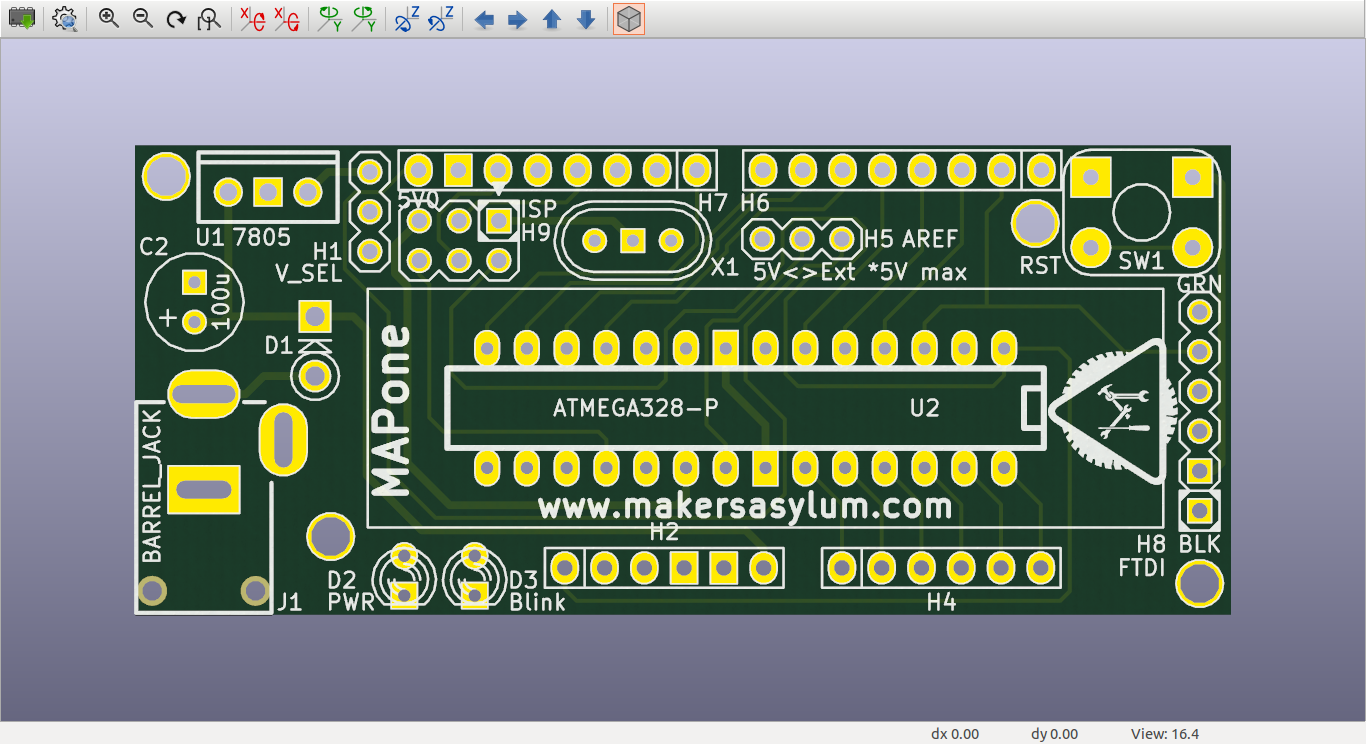 X
X
Y
Y
Z
Z
5V0
ISP
H7
H6
U1 7805
H9
H1
V_SEL
C2
100u
+
X1
H5 AREF
5V<>Ext *5V max
RST
SW1
GRN
D1
MAPone
ATMEGA328-P
U2
BARREL_JACK
www.makersasylum.com
H2
H8
BLK
FTDI
D2
PWR
D3
Blink
H4
J1
dx 0.00
dy 0.00
View: 16.4